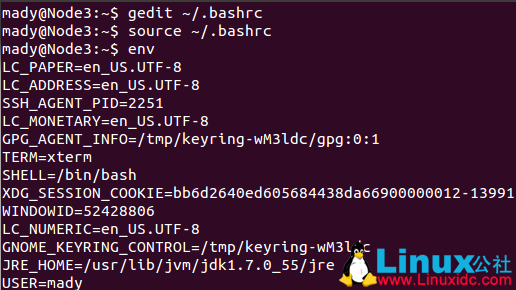 mady@Node3:~$ gedit ~/.bashrc
mady@Node3:~$ source ~/.bashrc
mady@Node3:~$ env
LC_PAPER=en_US.UTF-8
LC_ADDRESS=en_US.UTF-8
SSH_AGENT_PID=2251
LC_MONETARY=en_US.UTF-8
GPG_AGENT_INFO=/tmp/keyring-wM3ldc/gpg:0:1
TERM=xterm
SHELL=/bin/bash
XDG_SESSION_COOKIE=bb6d2640ed605684438da66900000012-13991
WINDOWID=52428806
LC_NUMERIC=en_US.UTF-8
GNOME_KEYRING_CONTROL=/tmp/keyring-wM3ldc
JRE_HOME=/usr/lib/jvm/jdk1.7.0_55/jre
USER=mady
Linux公社
www.Linuxidc.com